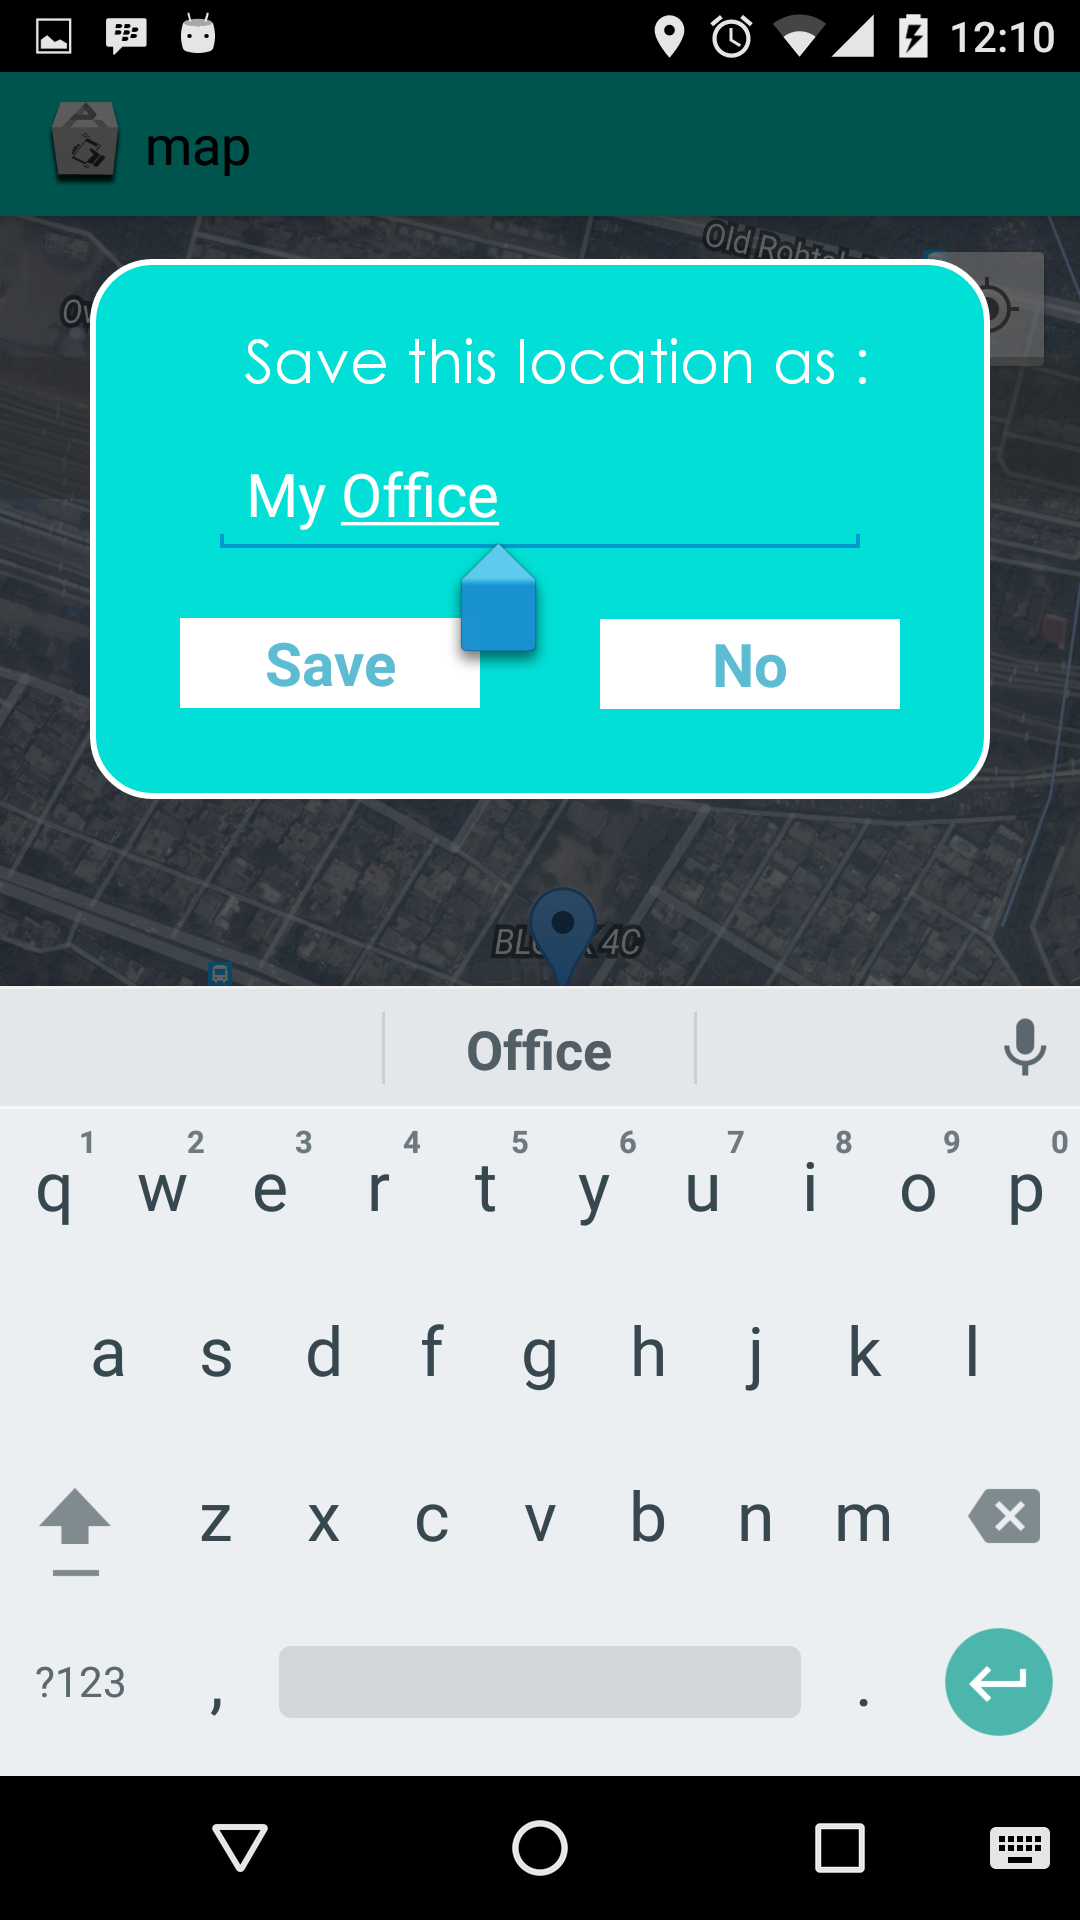 12:10
map
Old Rohtak
Save this location as :
My Office
Save
No
4C
Office
1 2 3 4 5 6 7 8 9 0
q w e r t y u i o p
a s d f g h j k l
z x c v b n m
?123 , .